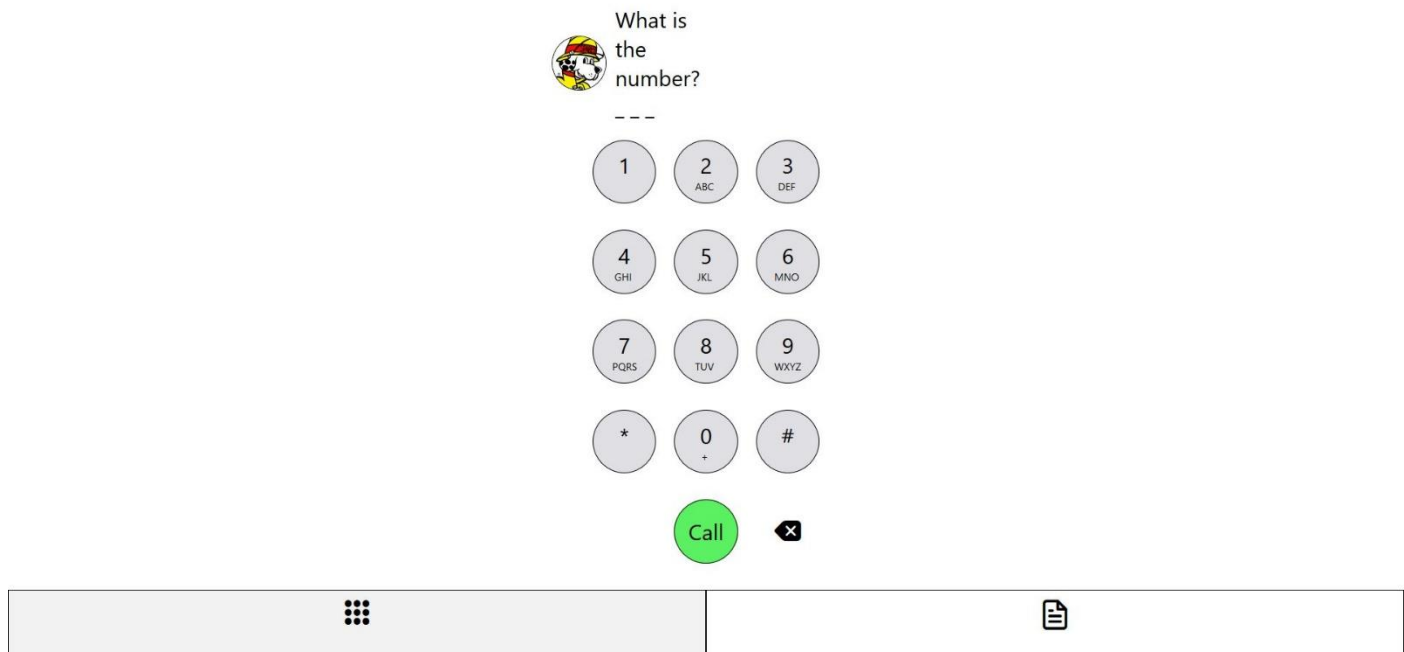 What is
the
number?
_ _ _
1
2
ABC
3
DEF
4
GHI
5
JKL
6
MNO
7
PQRS
8
TUV
9
WXYZ
*
0
+
#
Call